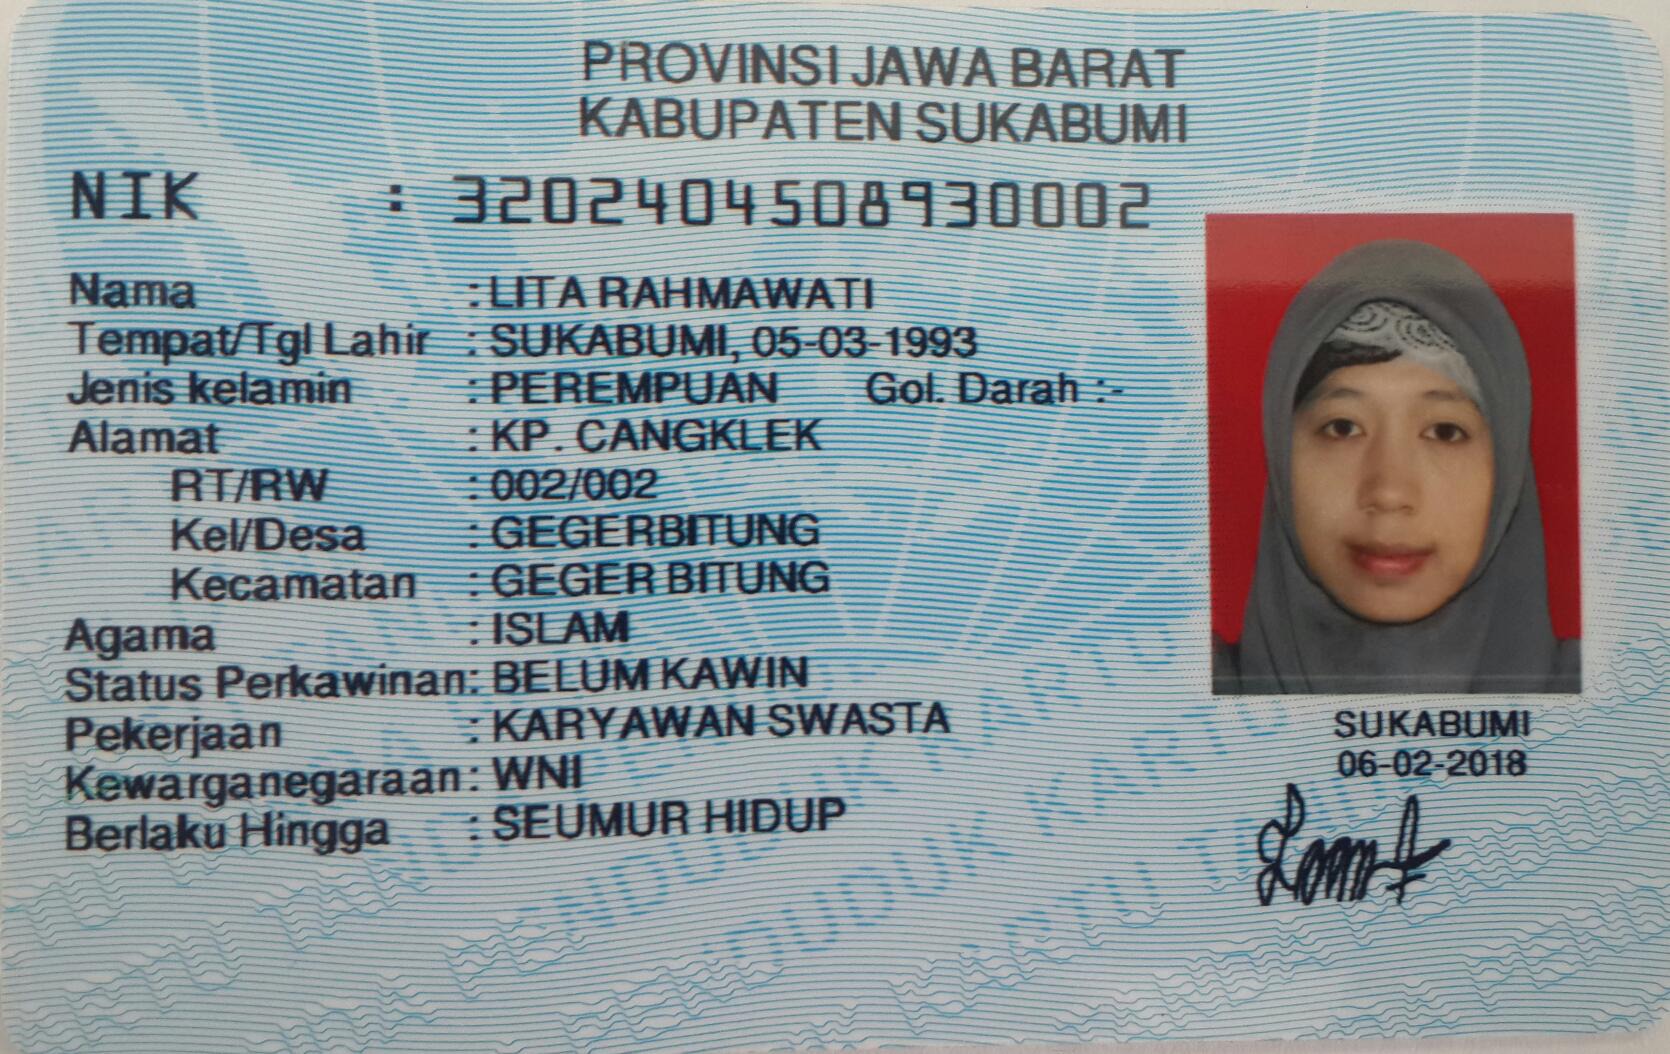 PROVINSI JAWA BARAT
KABUPATEN SUKABUMI
NIK : 3202404508930002
Nama : LITA RAHMAWATI
Tempat/Tgl Lahir : SUKABUMI, 05-03-1993
Jenis kelamin : PEREMPUAN Gol. Darah :-
Alamat : KP. CANGKLEK
RT/RW : 002/002
Kel/Desa : GEGERBITUNG
Kecamatan : GEGER BITUNG
Agama : ISLAM
Status Perkawinan: BELUM KAWIN
Pekerjaan : KARYAWAN SWASTA
Kewarganegaraan: WNI
Berlaku Hingga : SEUMUR HIDUP
SUKABUMI
06-02-2018